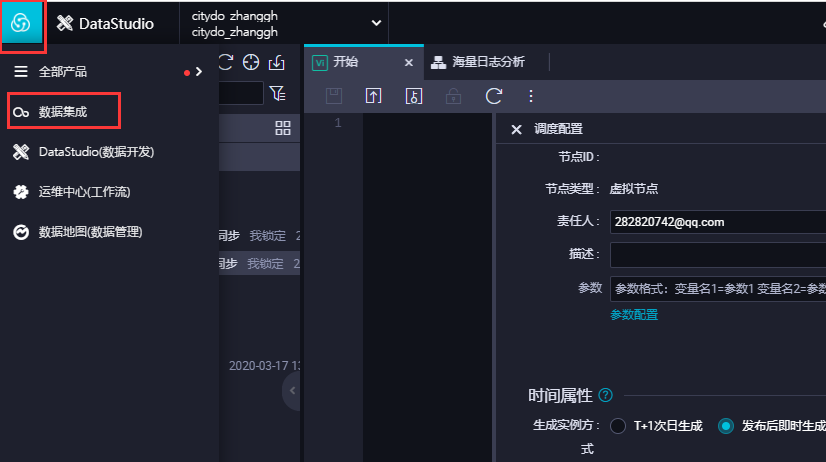 DataStudio
citydo_zhanggh
citydo_zhanggh
全部产品
数据集成
DataStudio(数据开发)
运维中心(工作流)
数据地图(数据管理)
同步 我锁定 2
同步 我锁定 2
2020-03-17 13
Vi 开始
海量日志分析
1
调度配置
节点ID :
节点类型 : 虚拟节点
责任人 : 282820742@qq.com
描述 :
参数 参数格式：变量名1=参数1 变量名2=参数
参数配置
时间属性 ?
生成实例方式 : T+1次日生成 发布后即时生成